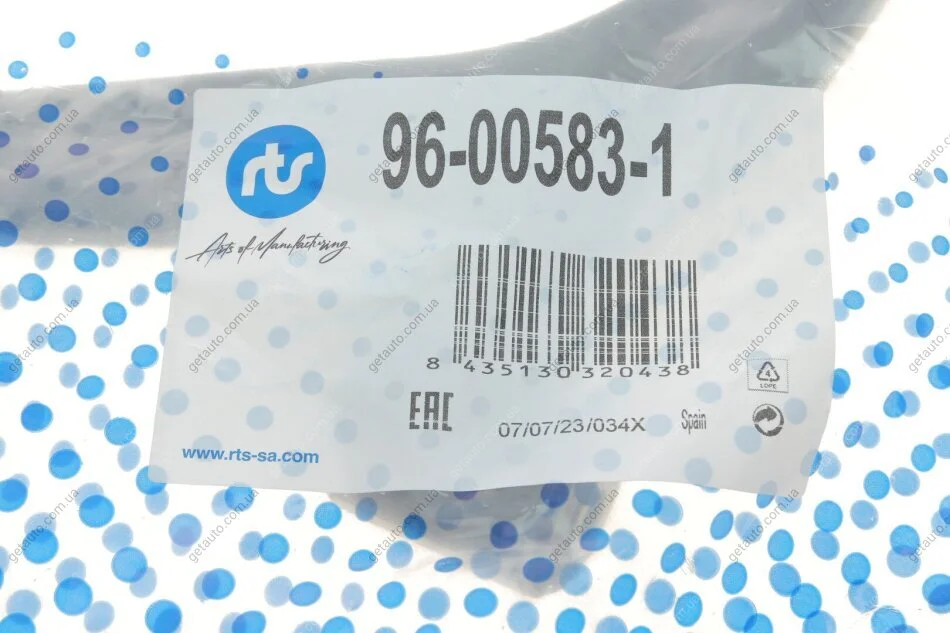 rts
96-00583-1
Arts of Manufacturing
8 435130 320438
4
LDPE
EAC
07/07/23/034X
Spain
www.rts-sa.com
getauto.com.ua